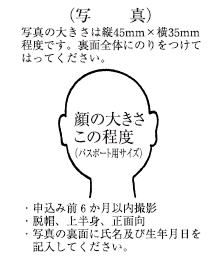 (写　　真)
写真の大きさは縦45mm×横35mm
程度です。裏面全体にのりをつけて
はってください。
顔の大きさ
この程度
(パスポート用サイズ)
・申込み前6か月以内撮影
・脱帽、上半身、正面向
・写真の裏面に氏名及び生年月日を
記入してください。